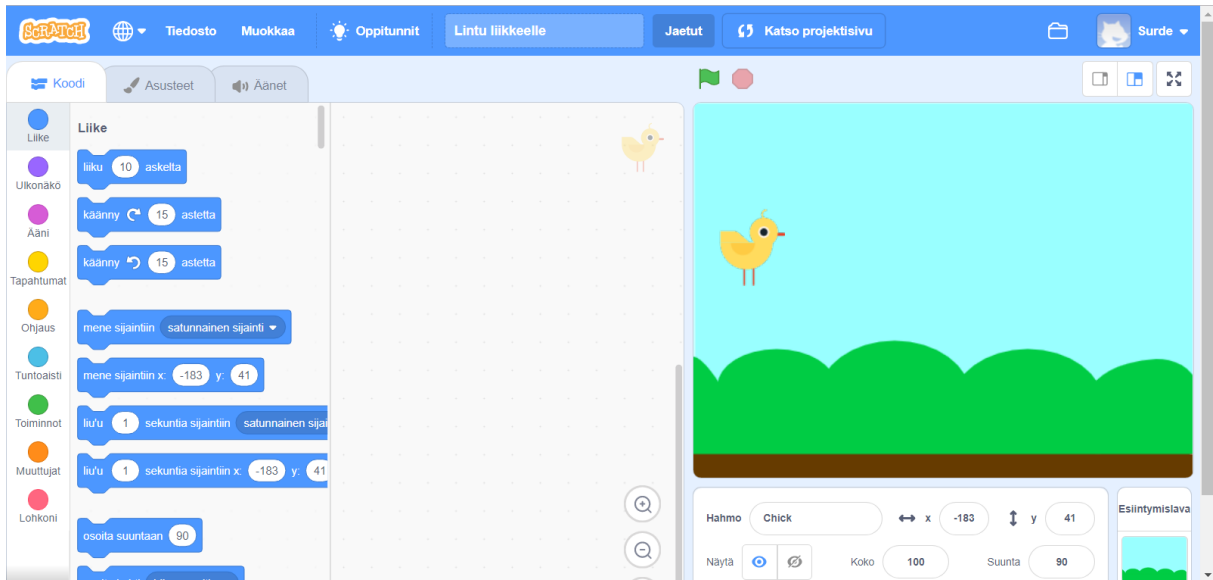 SCRATCH Tiedosto Muokkaa Oppitunnit Lintu liikkeelle Jaetut Katso projektisivu Surde
Koodi Asusteet Äänet
Liike
Ulkonäkö
Ääni
Tapahtumat
Ohjaus
Tuntoaisti
Toiminnot
Muuttujat
Lohkoni
Liike
liiku 10 askelta
käänny 15 astetta
käänny 15 astetta
mene sijaintiin satunnainen sijainti
mene sijaintiin x: -183 y: 41
liu'u 1 sekuntia sijaintiin satunnainen sijai
liu'u 1 sekuntia sijaintiin x: -183 y: 41
osoita suuntaan 90
Hahmo Chick x -183 y 41
Näytä Koko 100 Suunta 90
Esiintymislava